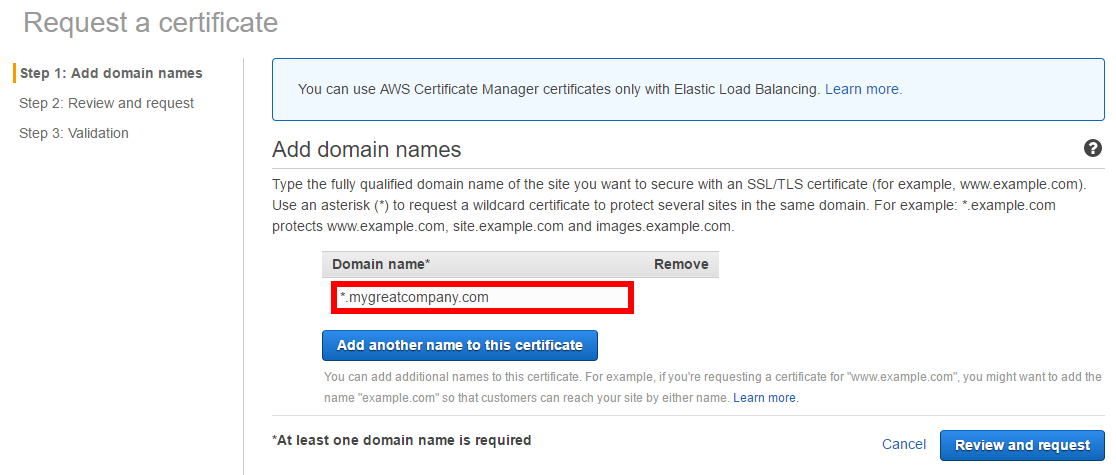 Request a certificate
Step 1: Add domain names
Step 2: Review and request
Step 3: Validation
You can use AWS Certificate Manager certificates only with Elastic Load Balancing. Learn more.
Add domain names
?
Type the fully qualified domain name of the site you want to secure with an SSL/TLS certificate (for example, www.example.com).
Use an asterisk (*) to request a wildcard certificate to protect several sites in the same domain. For example: *.example.com
protects www.example.com, site.example.com and images.example.com.
Domain name* Remove
*.mygreatcompany.com
Add another name to this certificate
You can add additional names to this certificate. For example, if you're requesting a certificate for "www.example.com", you might want to add the
name "example.com" so that customers can reach your site by either name. Learn more.
*At least one domain name is required
Cancel Review and request